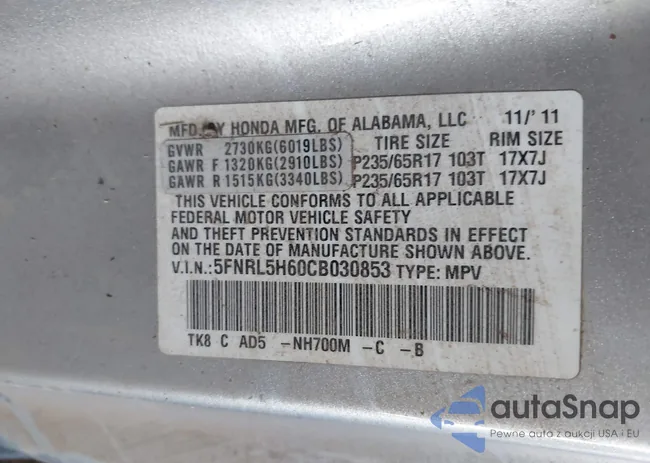 MFD. BY HONDA MFG. OF ALABAMA, LLC 11/'11
GVWR 2730KG(6019LBS) TIRE SIZE RIM SIZE
GAWR F 1320KG(2910LBS) P235/65R17 103T 17X7J
GAWR R 1515KG(3340LBS) P235/65R17 103T 17X7J
THIS VEHICLE CONFORMS TO ALL APPLICABLE
FEDERAL MOTOR VEHICLE SAFETY
AND THEFT PREVENTION STANDARDS IN EFFECT
ON THE DATE OF MANUFACTURE SHOWN ABOVE.
V.I.N.:5FNRL5H60CB030853 TYPE: MPV
TK8 C AD5 -NH700M -C -B
autoSnap
Pewne auta z aukcji USA i EU